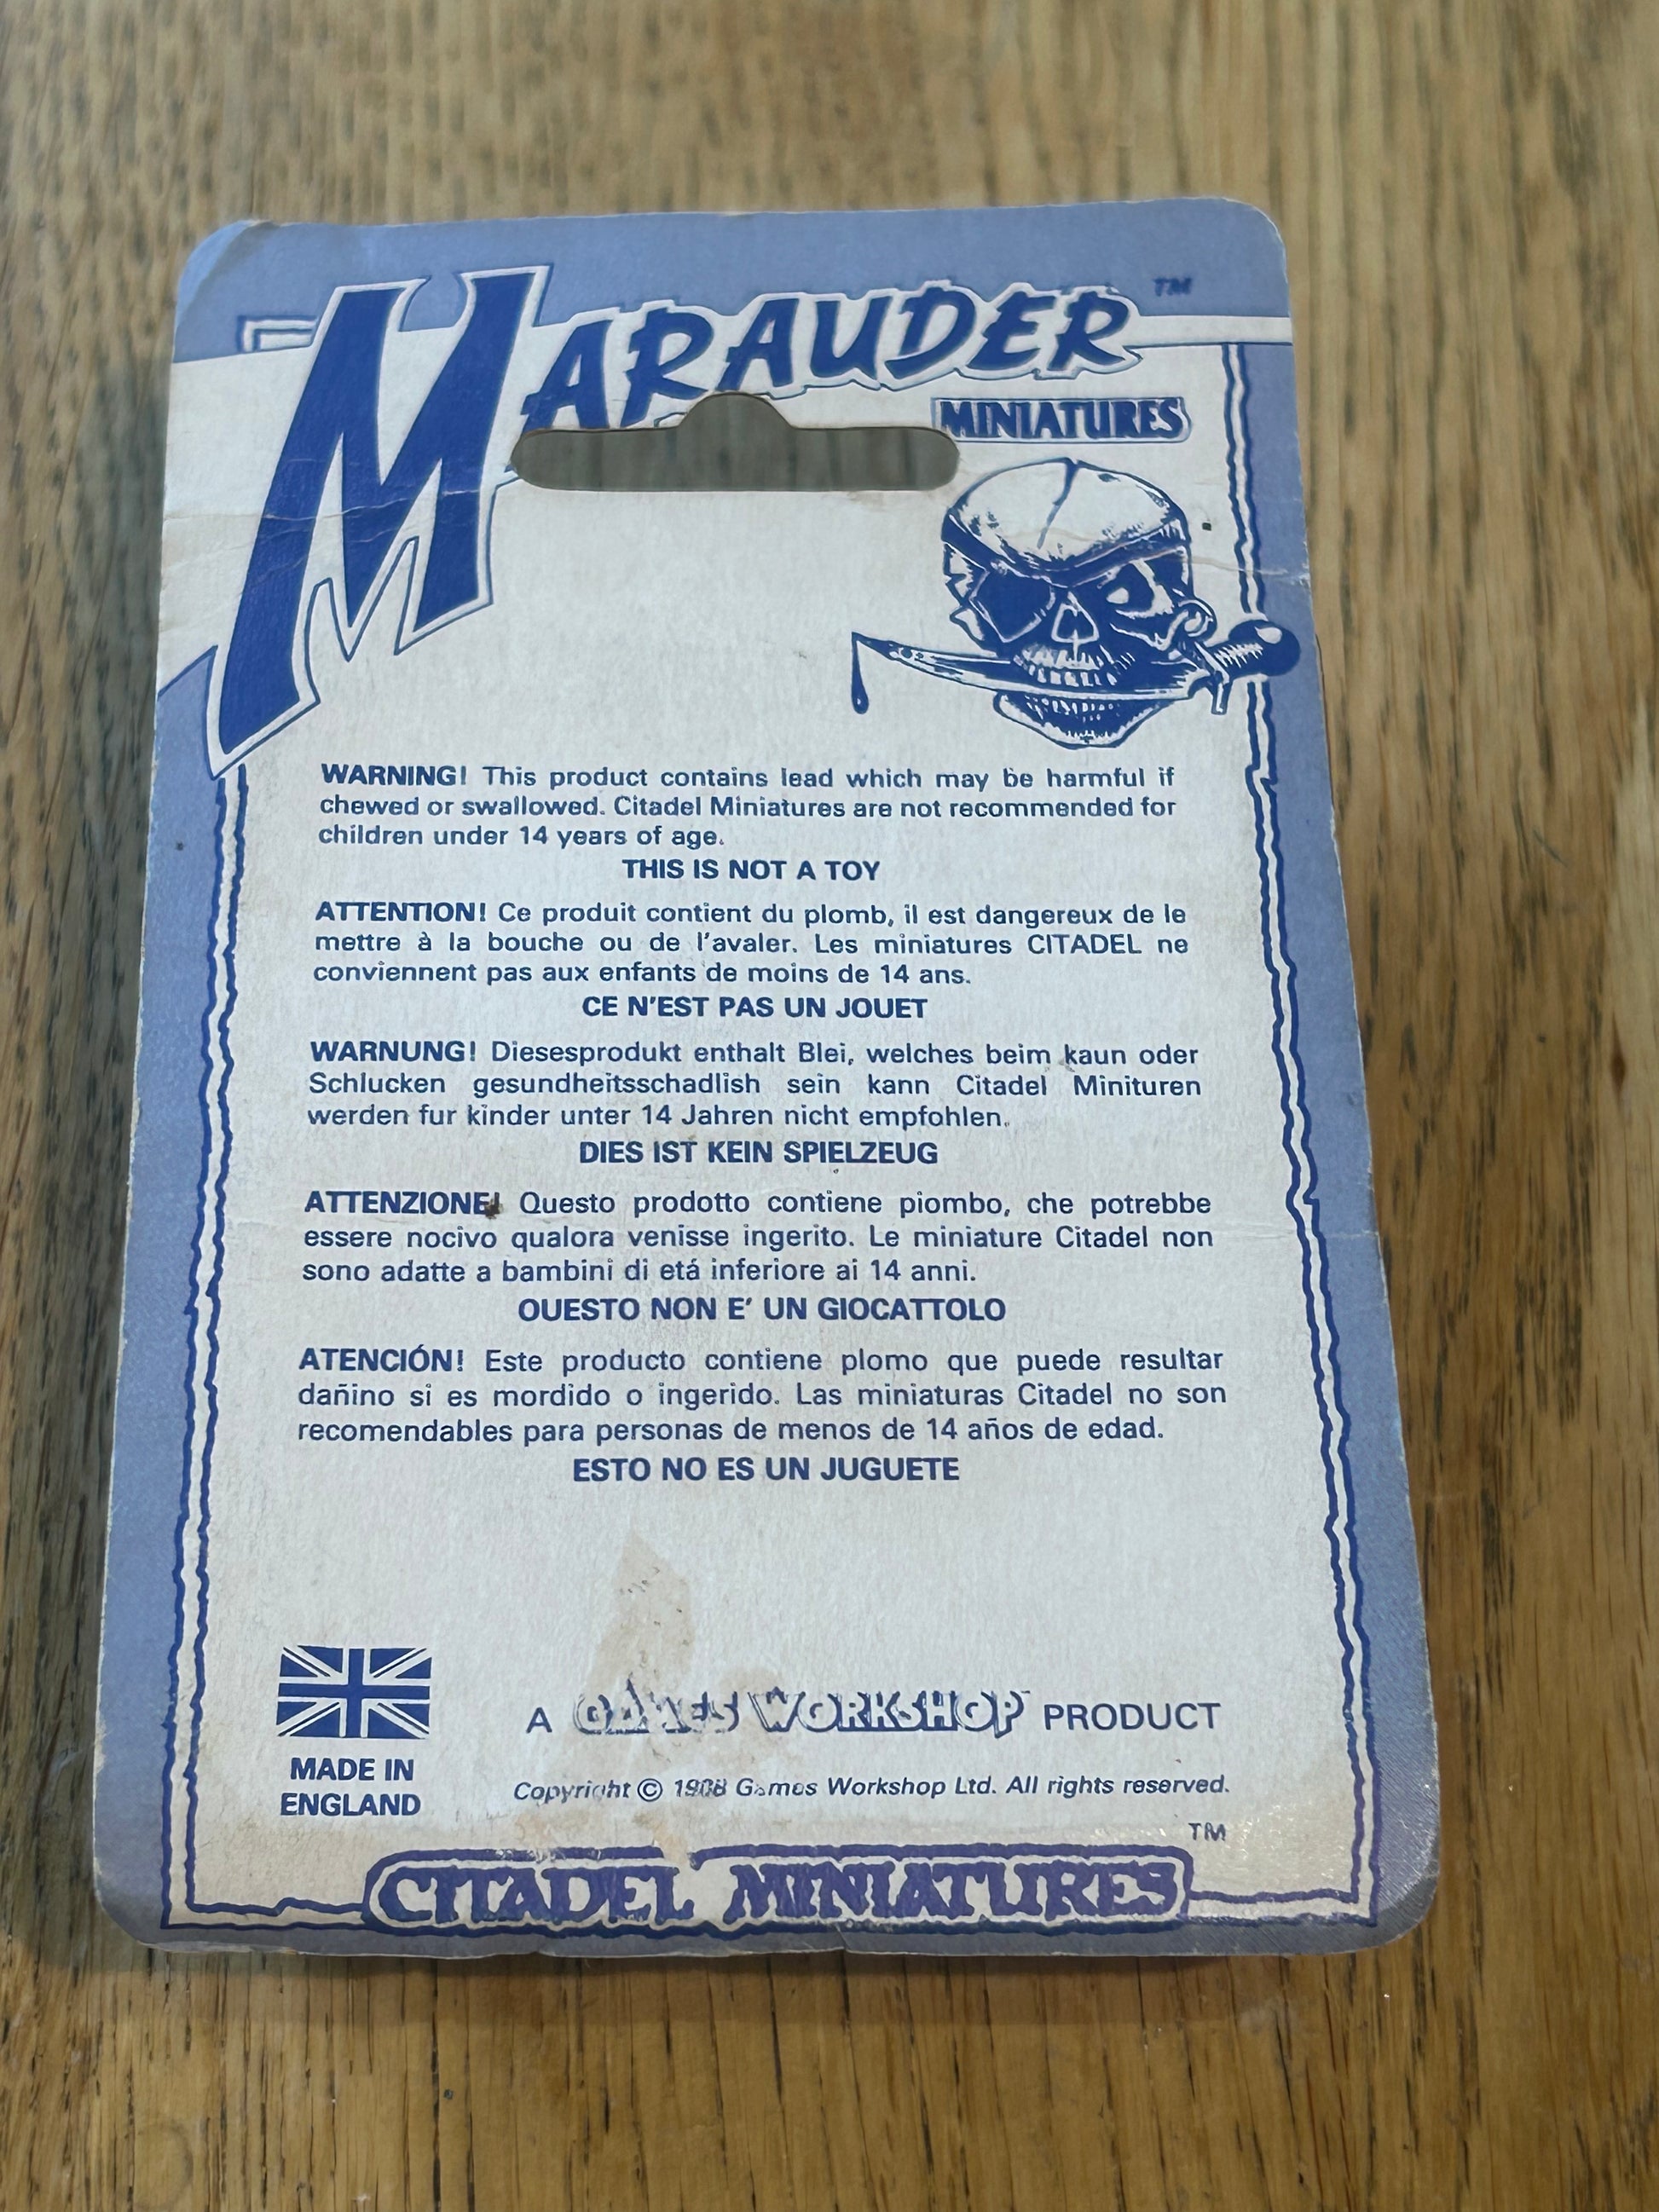 MARAUDER TM
MINIATURES
WARNING! This product contains lead which may be harmful if
chewed or swallowed. Citadel Miniatures are not recommended for
children under 14 years of age.
THIS IS NOT A TOY
ATTENTION! Ce produit contient du plomb, il est dangereux de le
mettre à la bouche ou de l'avaler. Les miniatures CITADEL ne
conviennent pas aux enfants de moins de 14 ans.
CE N'EST PAS UN JOUET
WARNUNG! Diesesprodukt enthalt Blei, welches beim kaun oder
Schlucken gesundheitsschadlish sein kann Citadel Minituren
werden fur kinder unter 14 Jahren nicht empfohlen.
DIES IST KEIN SPIELZEUG
ATTENZIONE! Questo prodotto contiene piombo, che potrebbe
essere nocivo qualora venisse ingerito. Le miniature Citadel non
sono adatte a bambini di etá inferiore ai 14 anni.
OUESTO NON E' UN GIOCATTOLO
ATENCIÓN! Este producto contiene plomo que puede resultar
dañino si es mordido o ingerido. Las miniaturas Citadel no son
recomendables para personas de menos de 14 años de edad.
ESTO NO ES UN JUGUETE
A GAMES WORKSHOP PRODUCT
MADE IN
ENGLAND
Copyright © 1988 Games Workshop Ltd. All rights reserved.
CITADEL MINIATURES TM